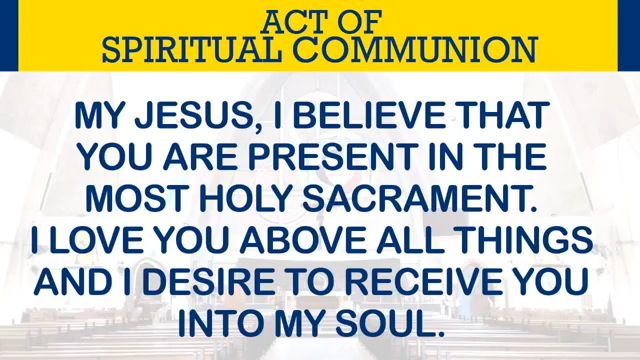 ACT OF
SPIRITUAL COMMUNION
MY JESUS, I BELIEVE THAT
YOU ARE PRESENT IN THE
MOST HOLY SACRAMENT.
I LOVE YOU ABOVE ALL THINGS
AND I DESIRE TO RECEIVE YOU
INTO MY SOUL.